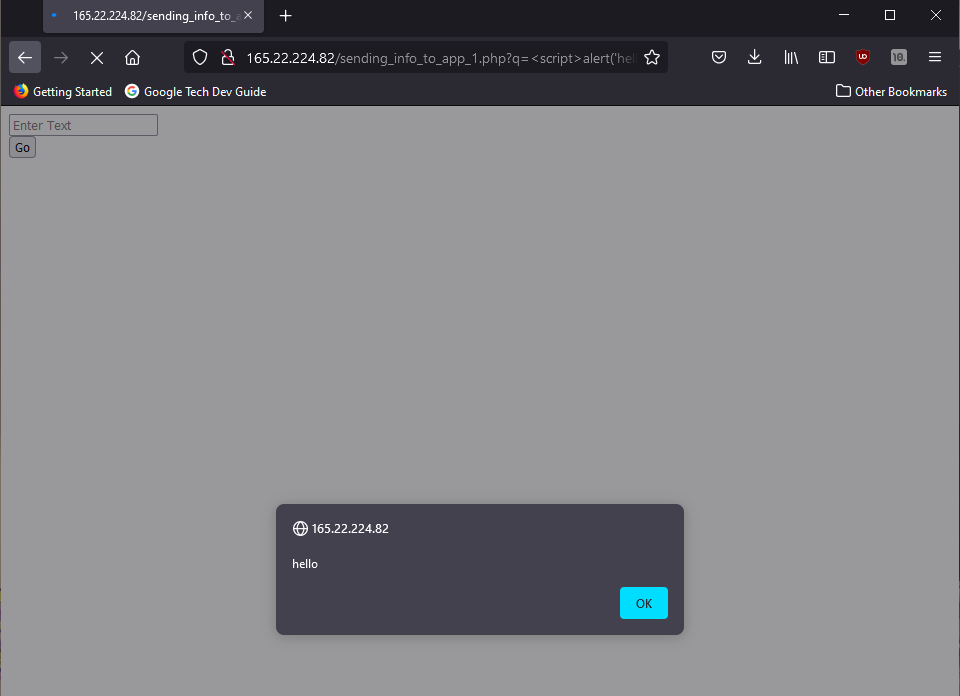 165.22.224.82/sending_info_to_a
165.22.224.82/sending_info_to_app_1.php?q=<script>alert('hel
Getting Started
Google Tech Dev Guide
Other Bookmarks
Enter Text
Go
165.22.224.82
hello
OK